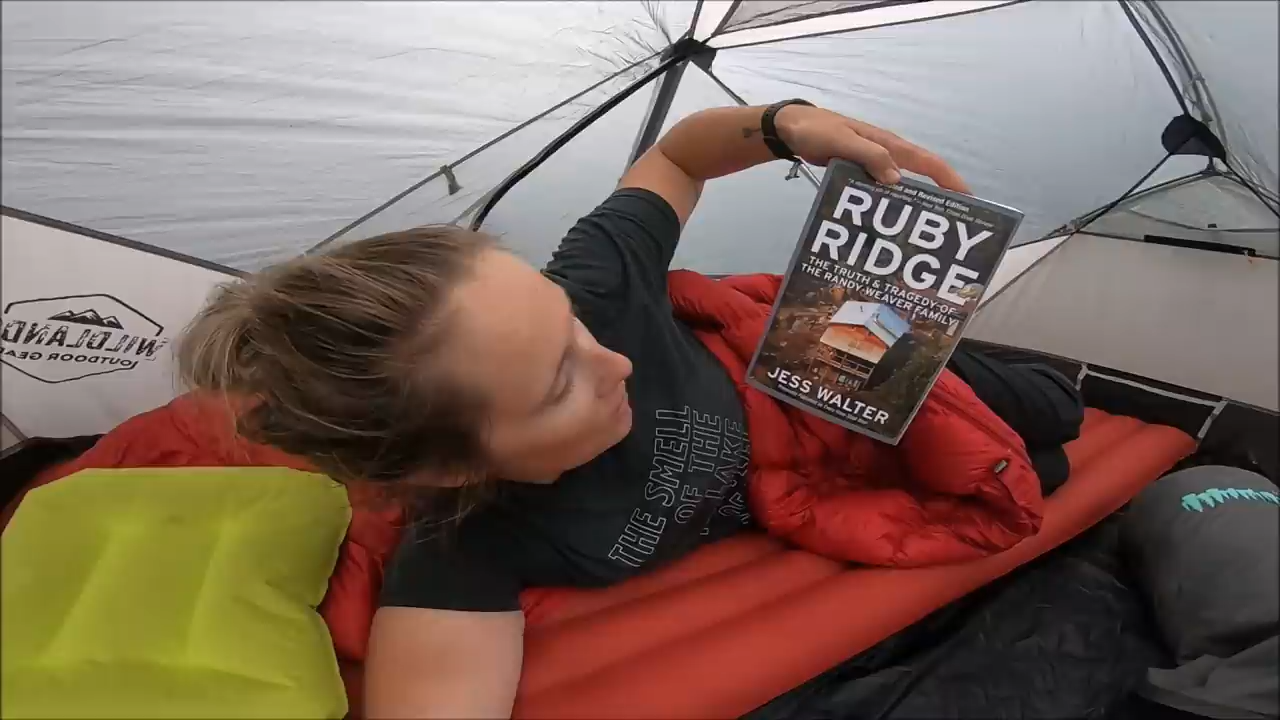 WILDLAND
OUTDOOR GEAR
and Revised Edition
RUBY
RIDGE
THE TRUTH & TRAGEDY OF
THE RANDY WEAVER FAMILY
JESS WALTER
THE SMELL
OF THE
LAKE